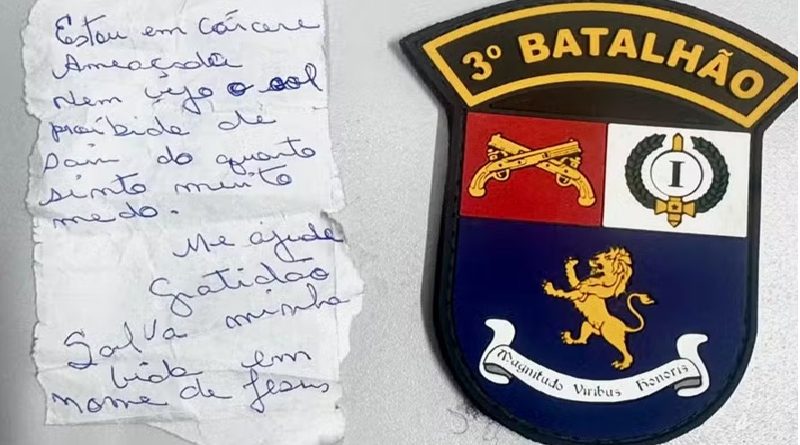 Estou em cárcere
Ameaçada
Nem vejo o sol
proibida de
sair do quarto
sinto muito
medo.
Me ajuda
Gratidão
Salva minha
vida em
nome de Jesus
3º BATALHÃO
I
Magnitudo Viribus Honoris